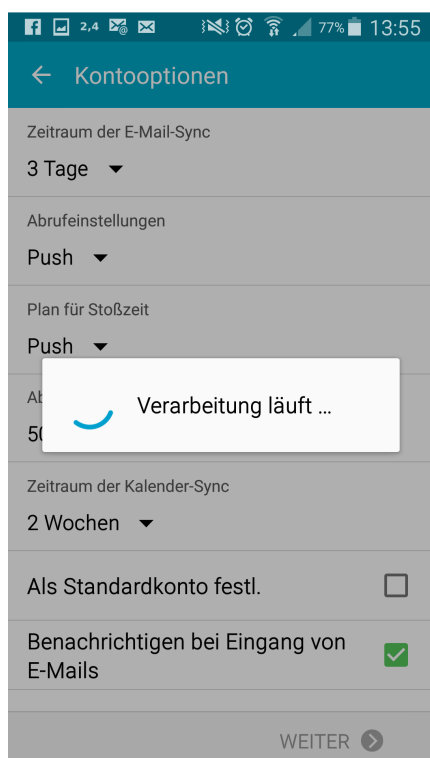 2,4 77% 13:55
Kontooptionen
Zeitraum der E-Mail-Sync
3 Tage
Abrufeinstellungen
Push
Plan für Stoßzeit
Push
Verarbeitung läuft ...
Zeitraum der Kalender-Sync
2 Wochen
Als Standardkonto festl.
Benachrichtigen bei Eingang von
E-Mails
WEITER